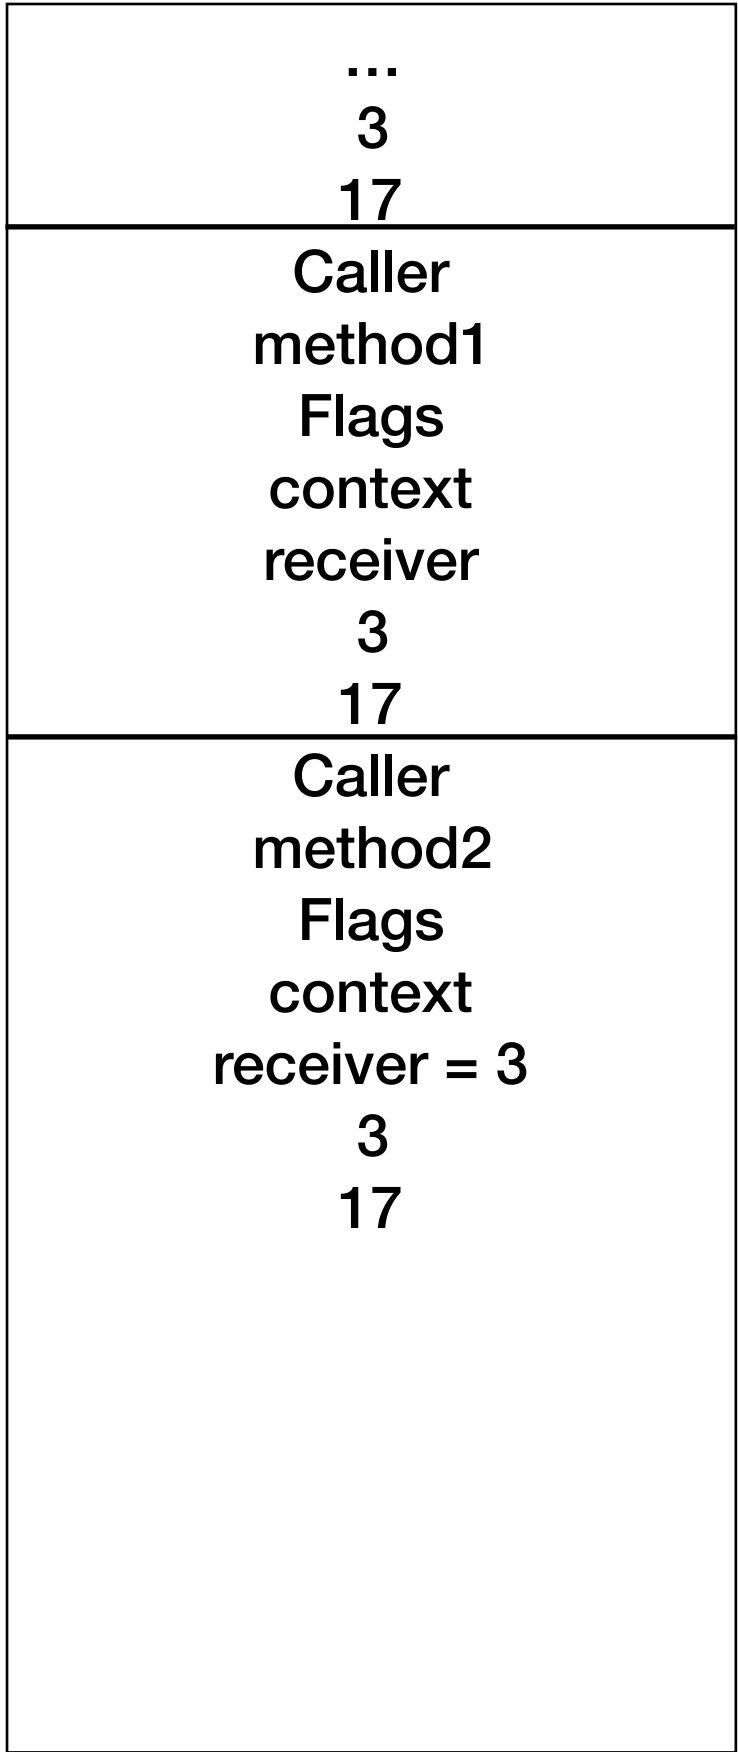 ...
3
17
Caller
method1
Flags
context
receiver
3
17
Caller
method2
Flags
context
receiver = 3
3
17